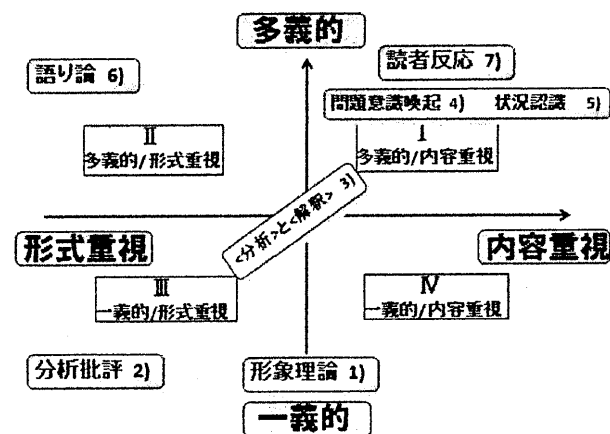 多義的
語り論 6)
読者反応 7)
問題意識喚起 4) 状況認識 5)
Ⅱ
多義的/形式重視
Ⅰ
多義的/内容重視
<分析>と<解釈> 3)
形式重視
内容重視
Ⅲ
一義的/形式重視
Ⅳ
一義的/内容重視
分析批評 2)
形象理論 1)
一義的